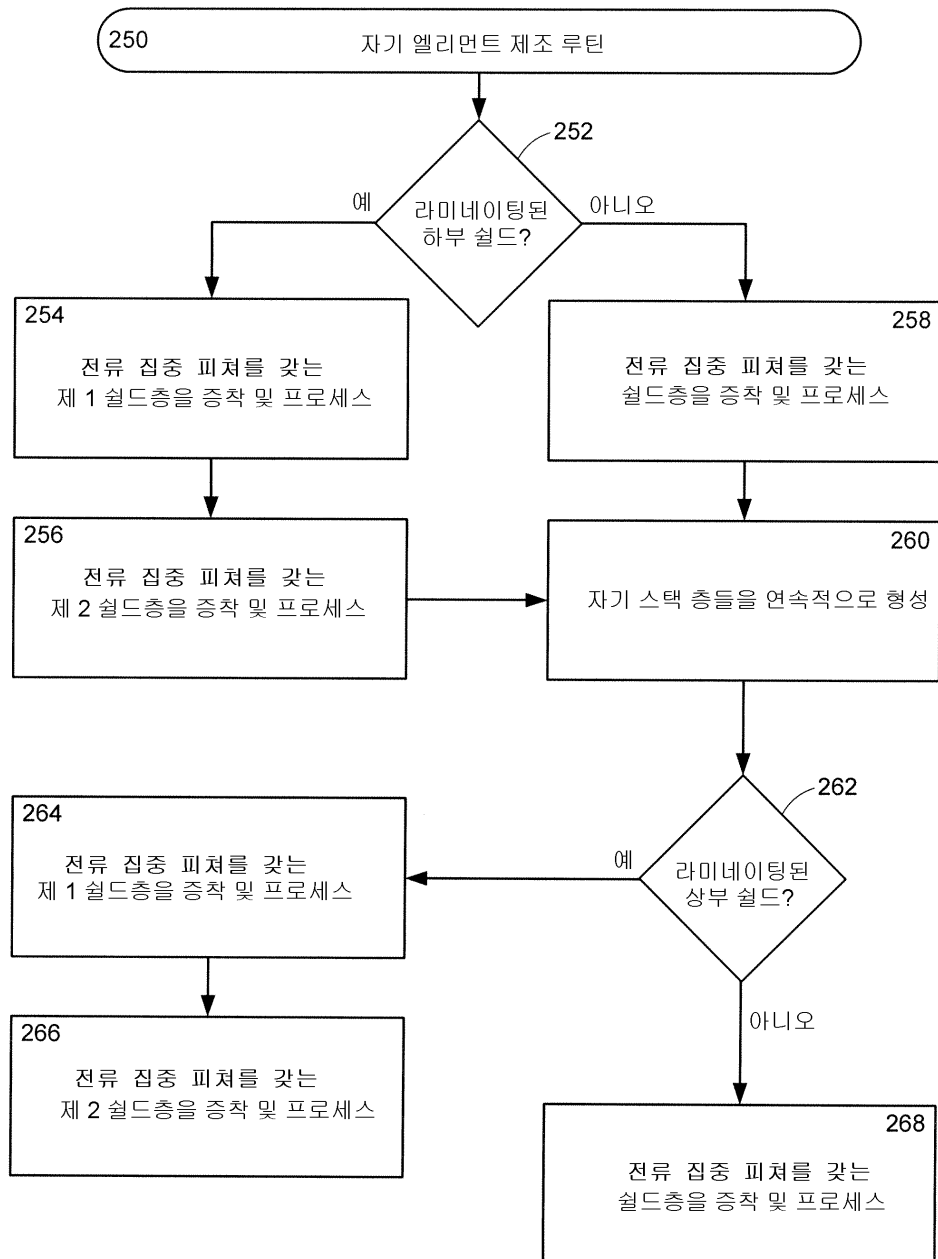 250
자기 엘리먼트 제조 루틴
252
예
라미네이팅된
하부 쉴드?
아니오
254
전류 집중 피쳐를 갖는
제 1 쉴드층을 증착 및 프로세스
258
전류 집중 피쳐를 갖는
쉴드층을 증착 및 프로세스
256
전류 집중 피쳐를 갖는
제 2 쉴드층을 증착 및 프로세스
260
자기 스택 층들을 연속적으로 형성
262
예
라미네이팅된
상부 쉴드?
아니오
264
전류 집중 피쳐를 갖는
제 1 쉴드층을 증착 및 프로세스
266
전류 집중 피쳐를 갖는
제 2 쉴드층을 증착 및 프로세스
268
전류 집중 피쳐를 갖는
쉴드층을 증착 및 프로세스